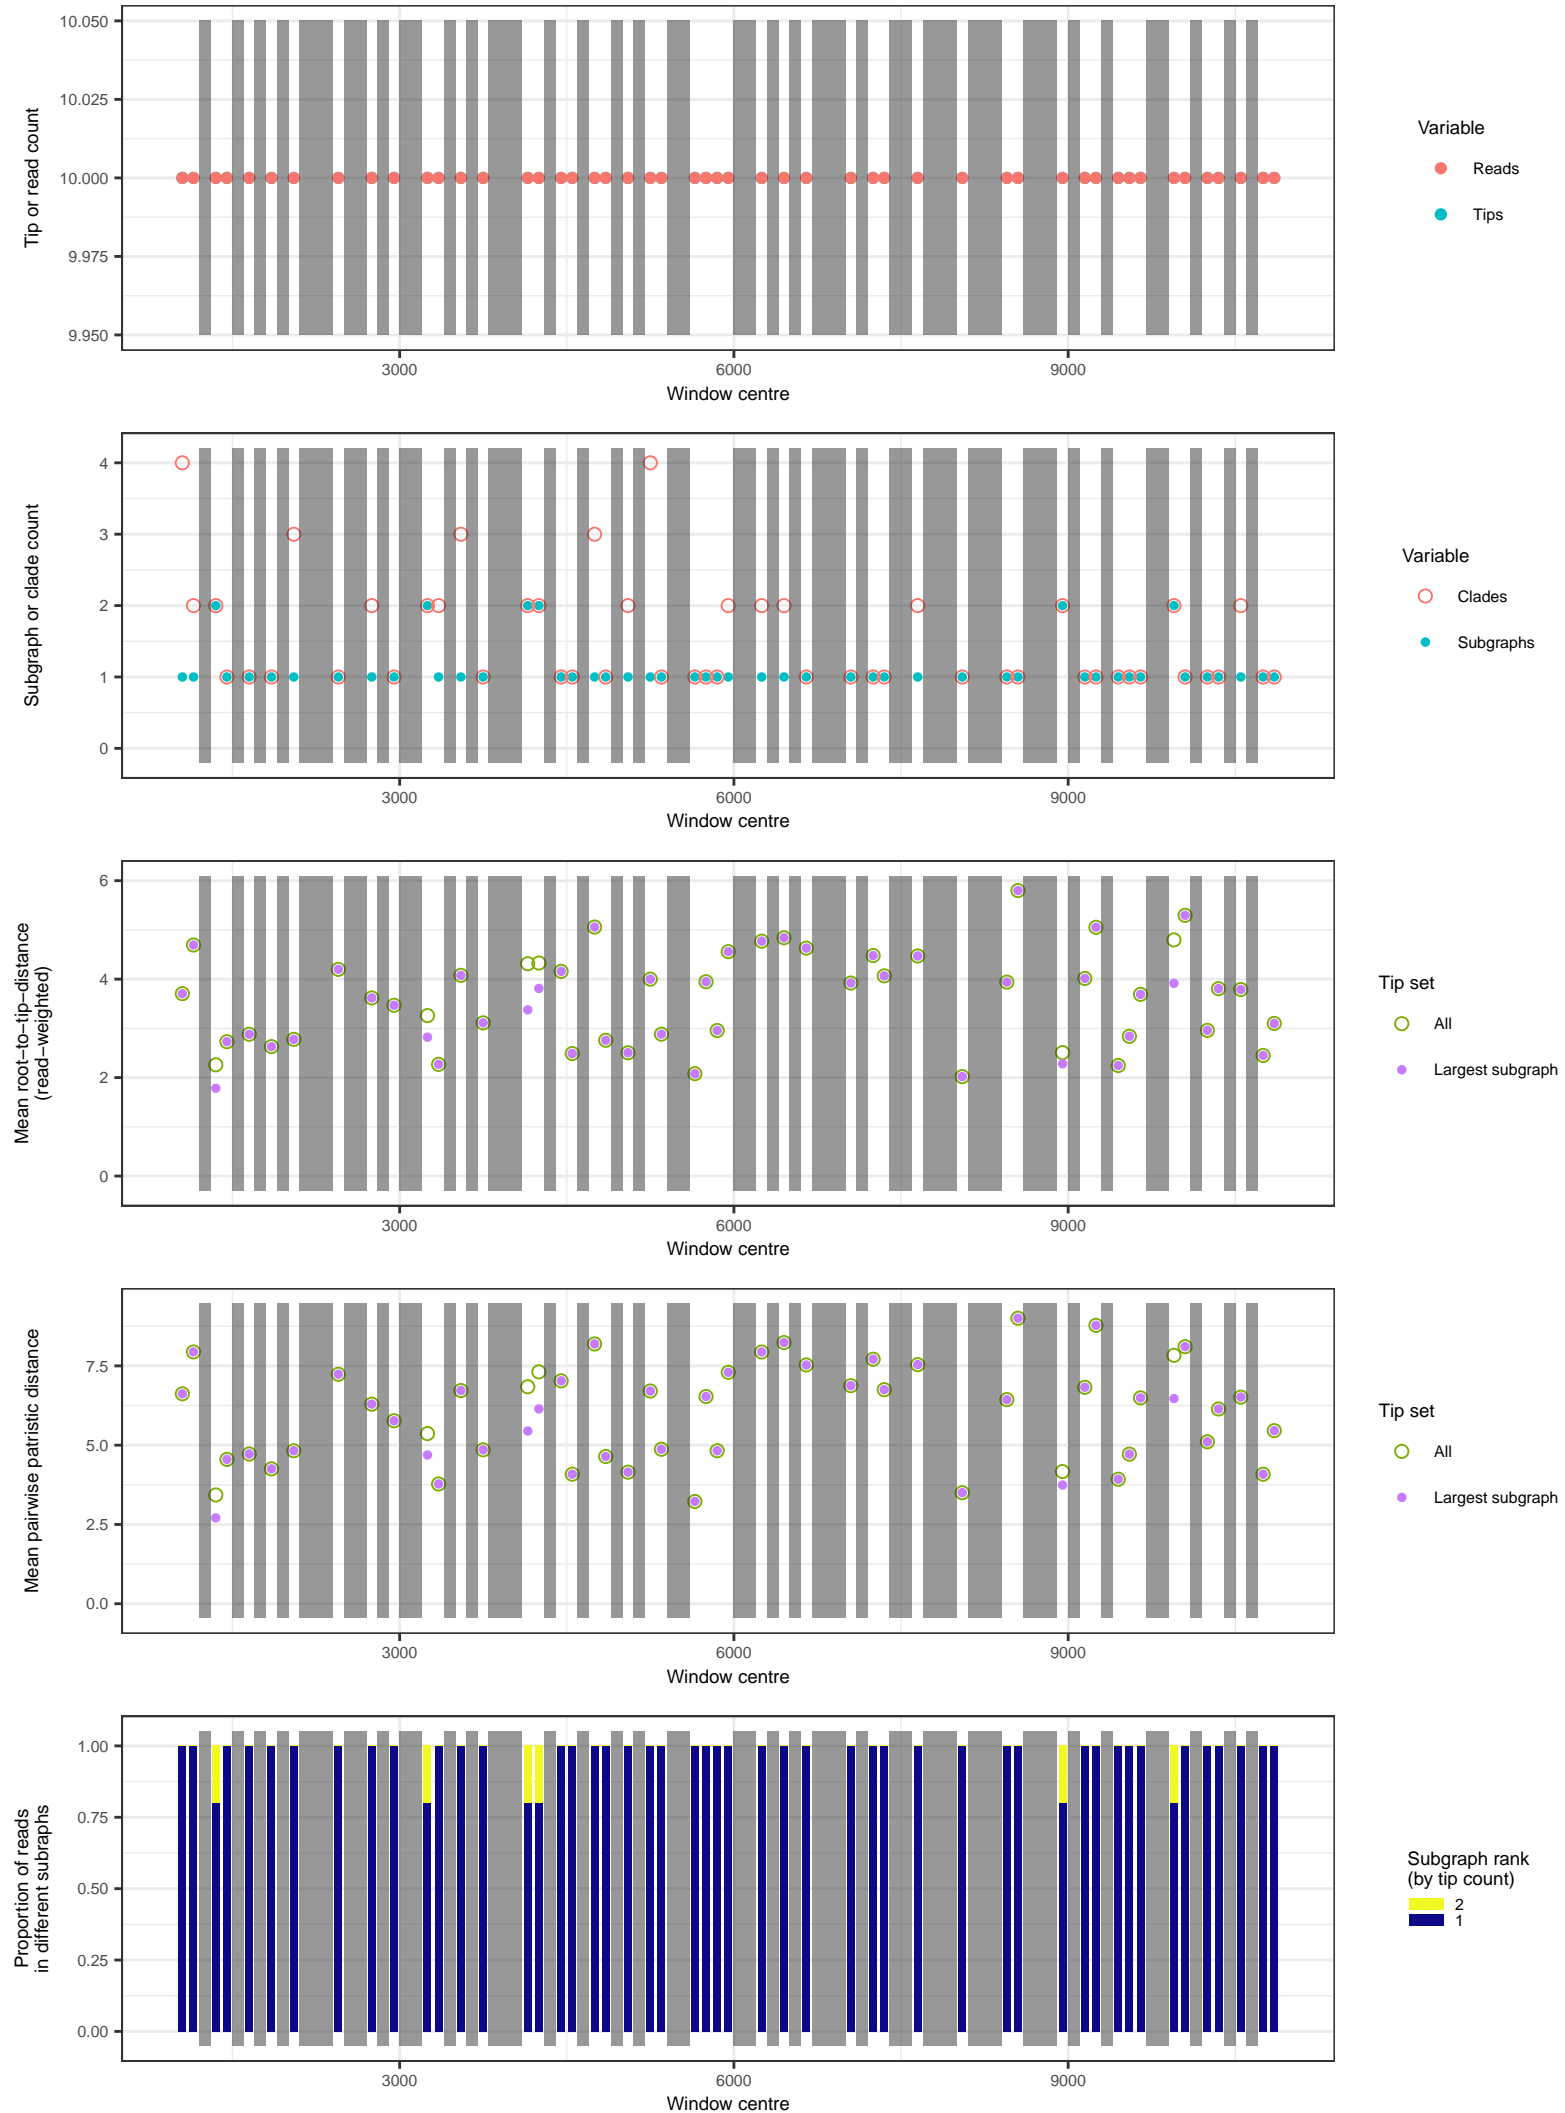 10.050
10.025
10.000
9.975
9.950
Tip or read count
3000 6000 9000
Window centre
Variable
Reads
Tips
4
3
2
1
0
Subgraph or clade count
3000 6000 9000
Window centre
Variable
Clades
Subgraphs
6
4
2
0
Mean root−to−tip−distance
(read−weighted)
3000 6000 9000
Window centre
Tip set
All
Largest subgraph
7.5
5.0
2.5
0.0
Mean pairwise patristic distance
3000 6000 9000
Window centre
Tip set
All
Largest subgraph
1.00
0.75
0.50
0.25
0.00
Proportion of reads
in different subraphs
3000 6000 9000
Window centre
Subgraph rank
(by tip count)
2
1